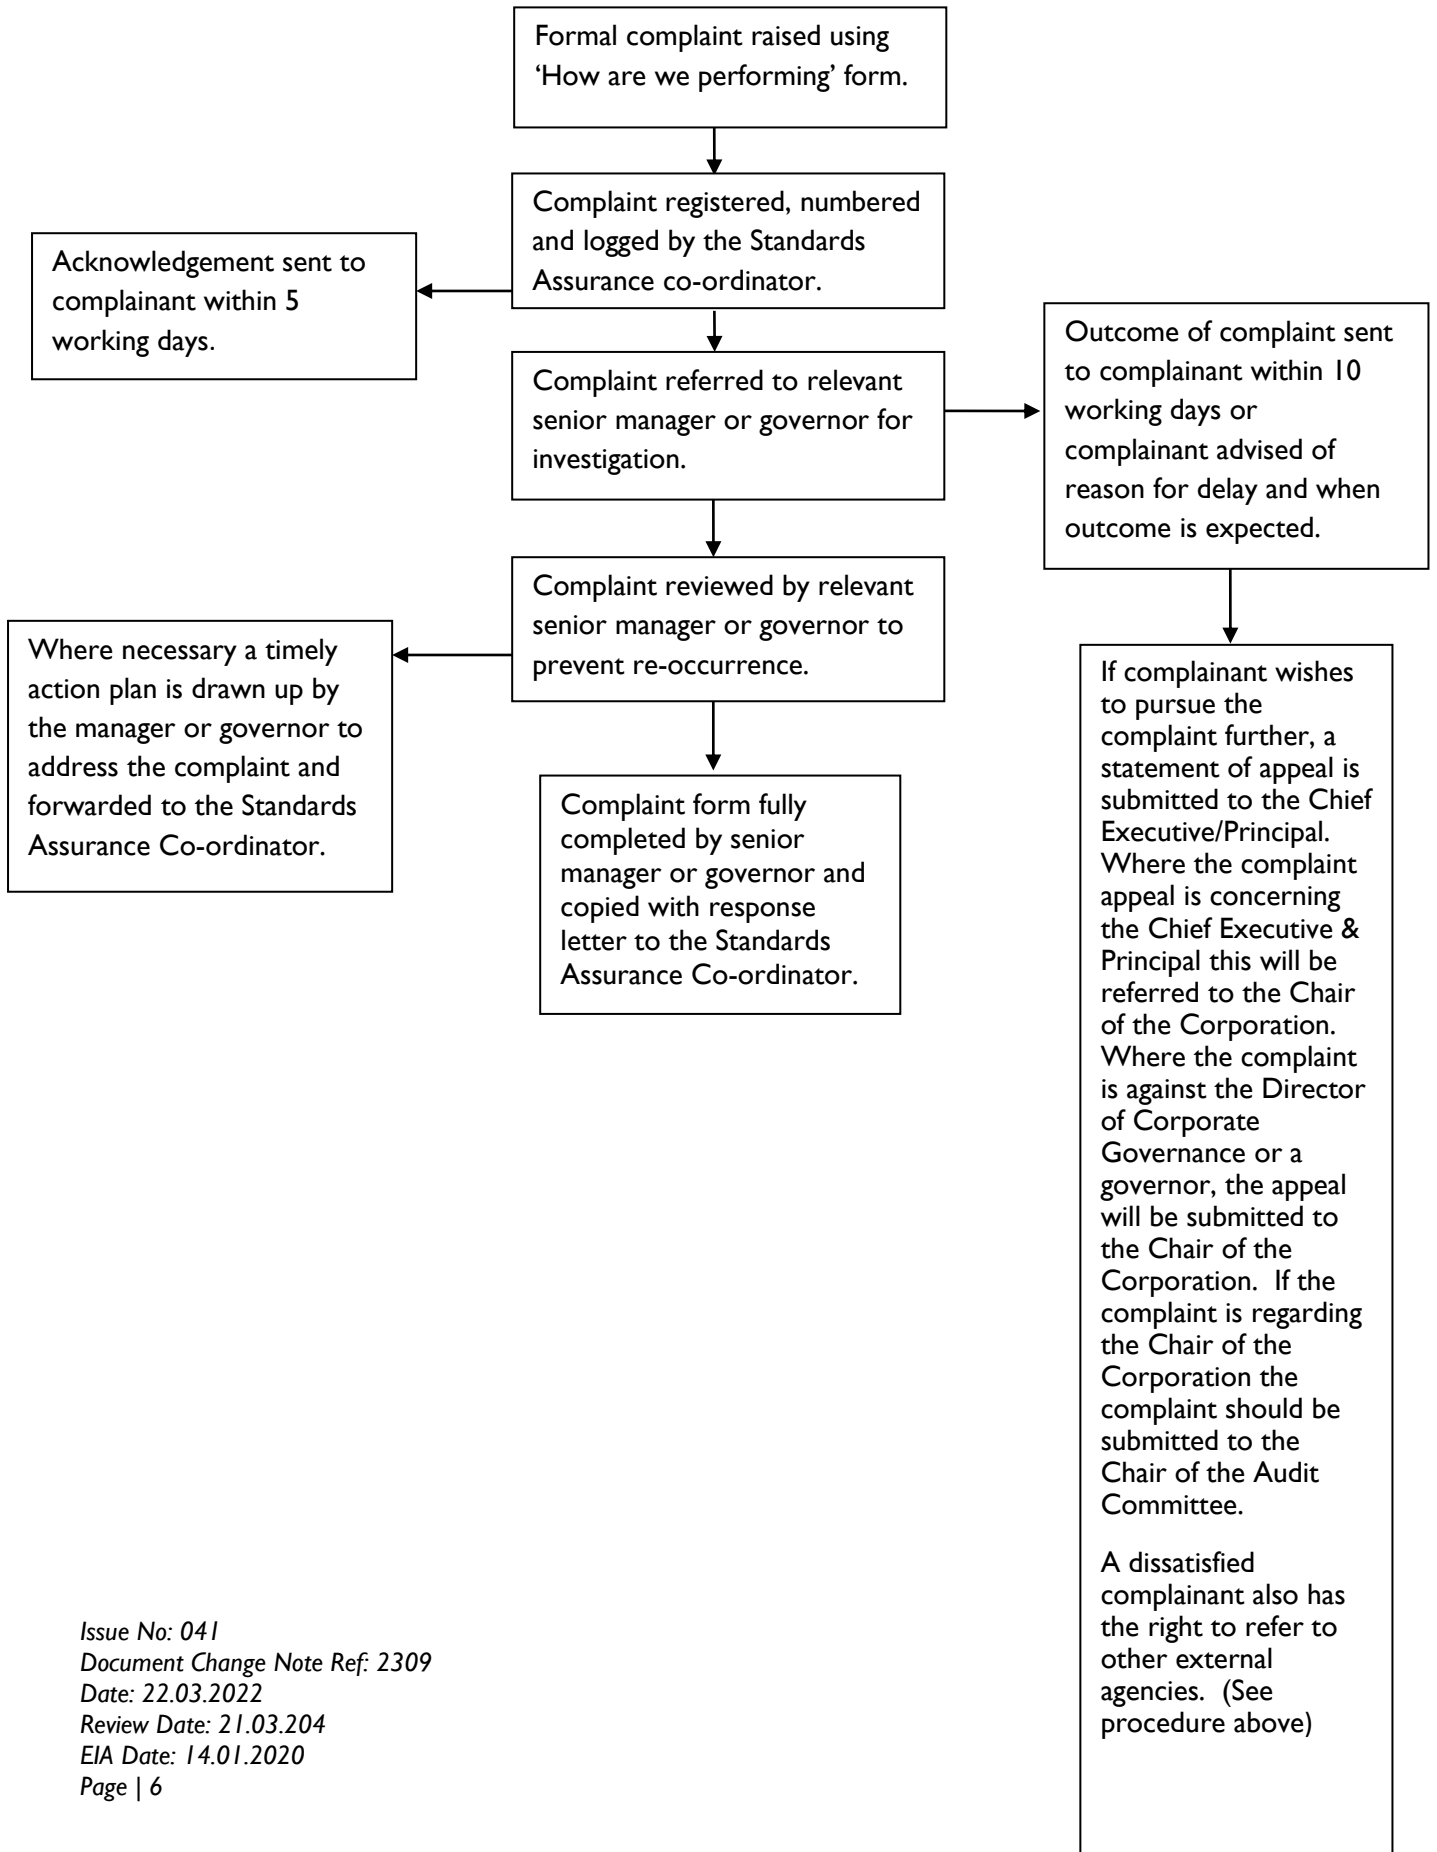 Formal complaint raised using
‘How are we performing’ form.
Complaint registered, numbered
and logged by the Standards
Assurance co-ordinator.
Acknowledgement sent to
complainant within 5
working days.
Complaint referred to relevant
senior manager or governor for
investigation.
Outcome of complaint sent
to complainant within 10
working days or
complainant advised of
reason for delay and when
outcome is expected.
Complaint reviewed by relevant
senior manager or governor to
prevent re-occurrence.
Where necessary a timely
action plan is drawn up by
the manager or governor to
address the complaint and
forwarded to the Standards
Assurance Co-ordinator.
Complaint form fully
completed by senior
manager or governor and
copied with response
letter to the Standards
Assurance Co-ordinator.
If complainant wishes
to pursue the
complaint further, a
statement of appeal is
submitted to the Chief
Executive/Principal.
Where the complaint
appeal is concerning
the Chief Executive &
Principal this will be
referred to the Chair
of the Corporation.
Where the complaint
is against the Director
of Corporate
Governance or a
governor, the appeal
will be submitted to
the Chair of the
Corporation.  If the
complaint is regarding
the Chair of the
Corporation the
complaint should be
submitted to the
Chair of the Audit
Committee.
A dissatisfied
complainant also has
the right to refer to
other external
agencies.  (See
procedure above)
Issue No: 041
Document Change Note Ref: 2309
Date: 22.03.2022
Review Date: 21.03.204
EIA Date: 14.01.2020
Page | 6